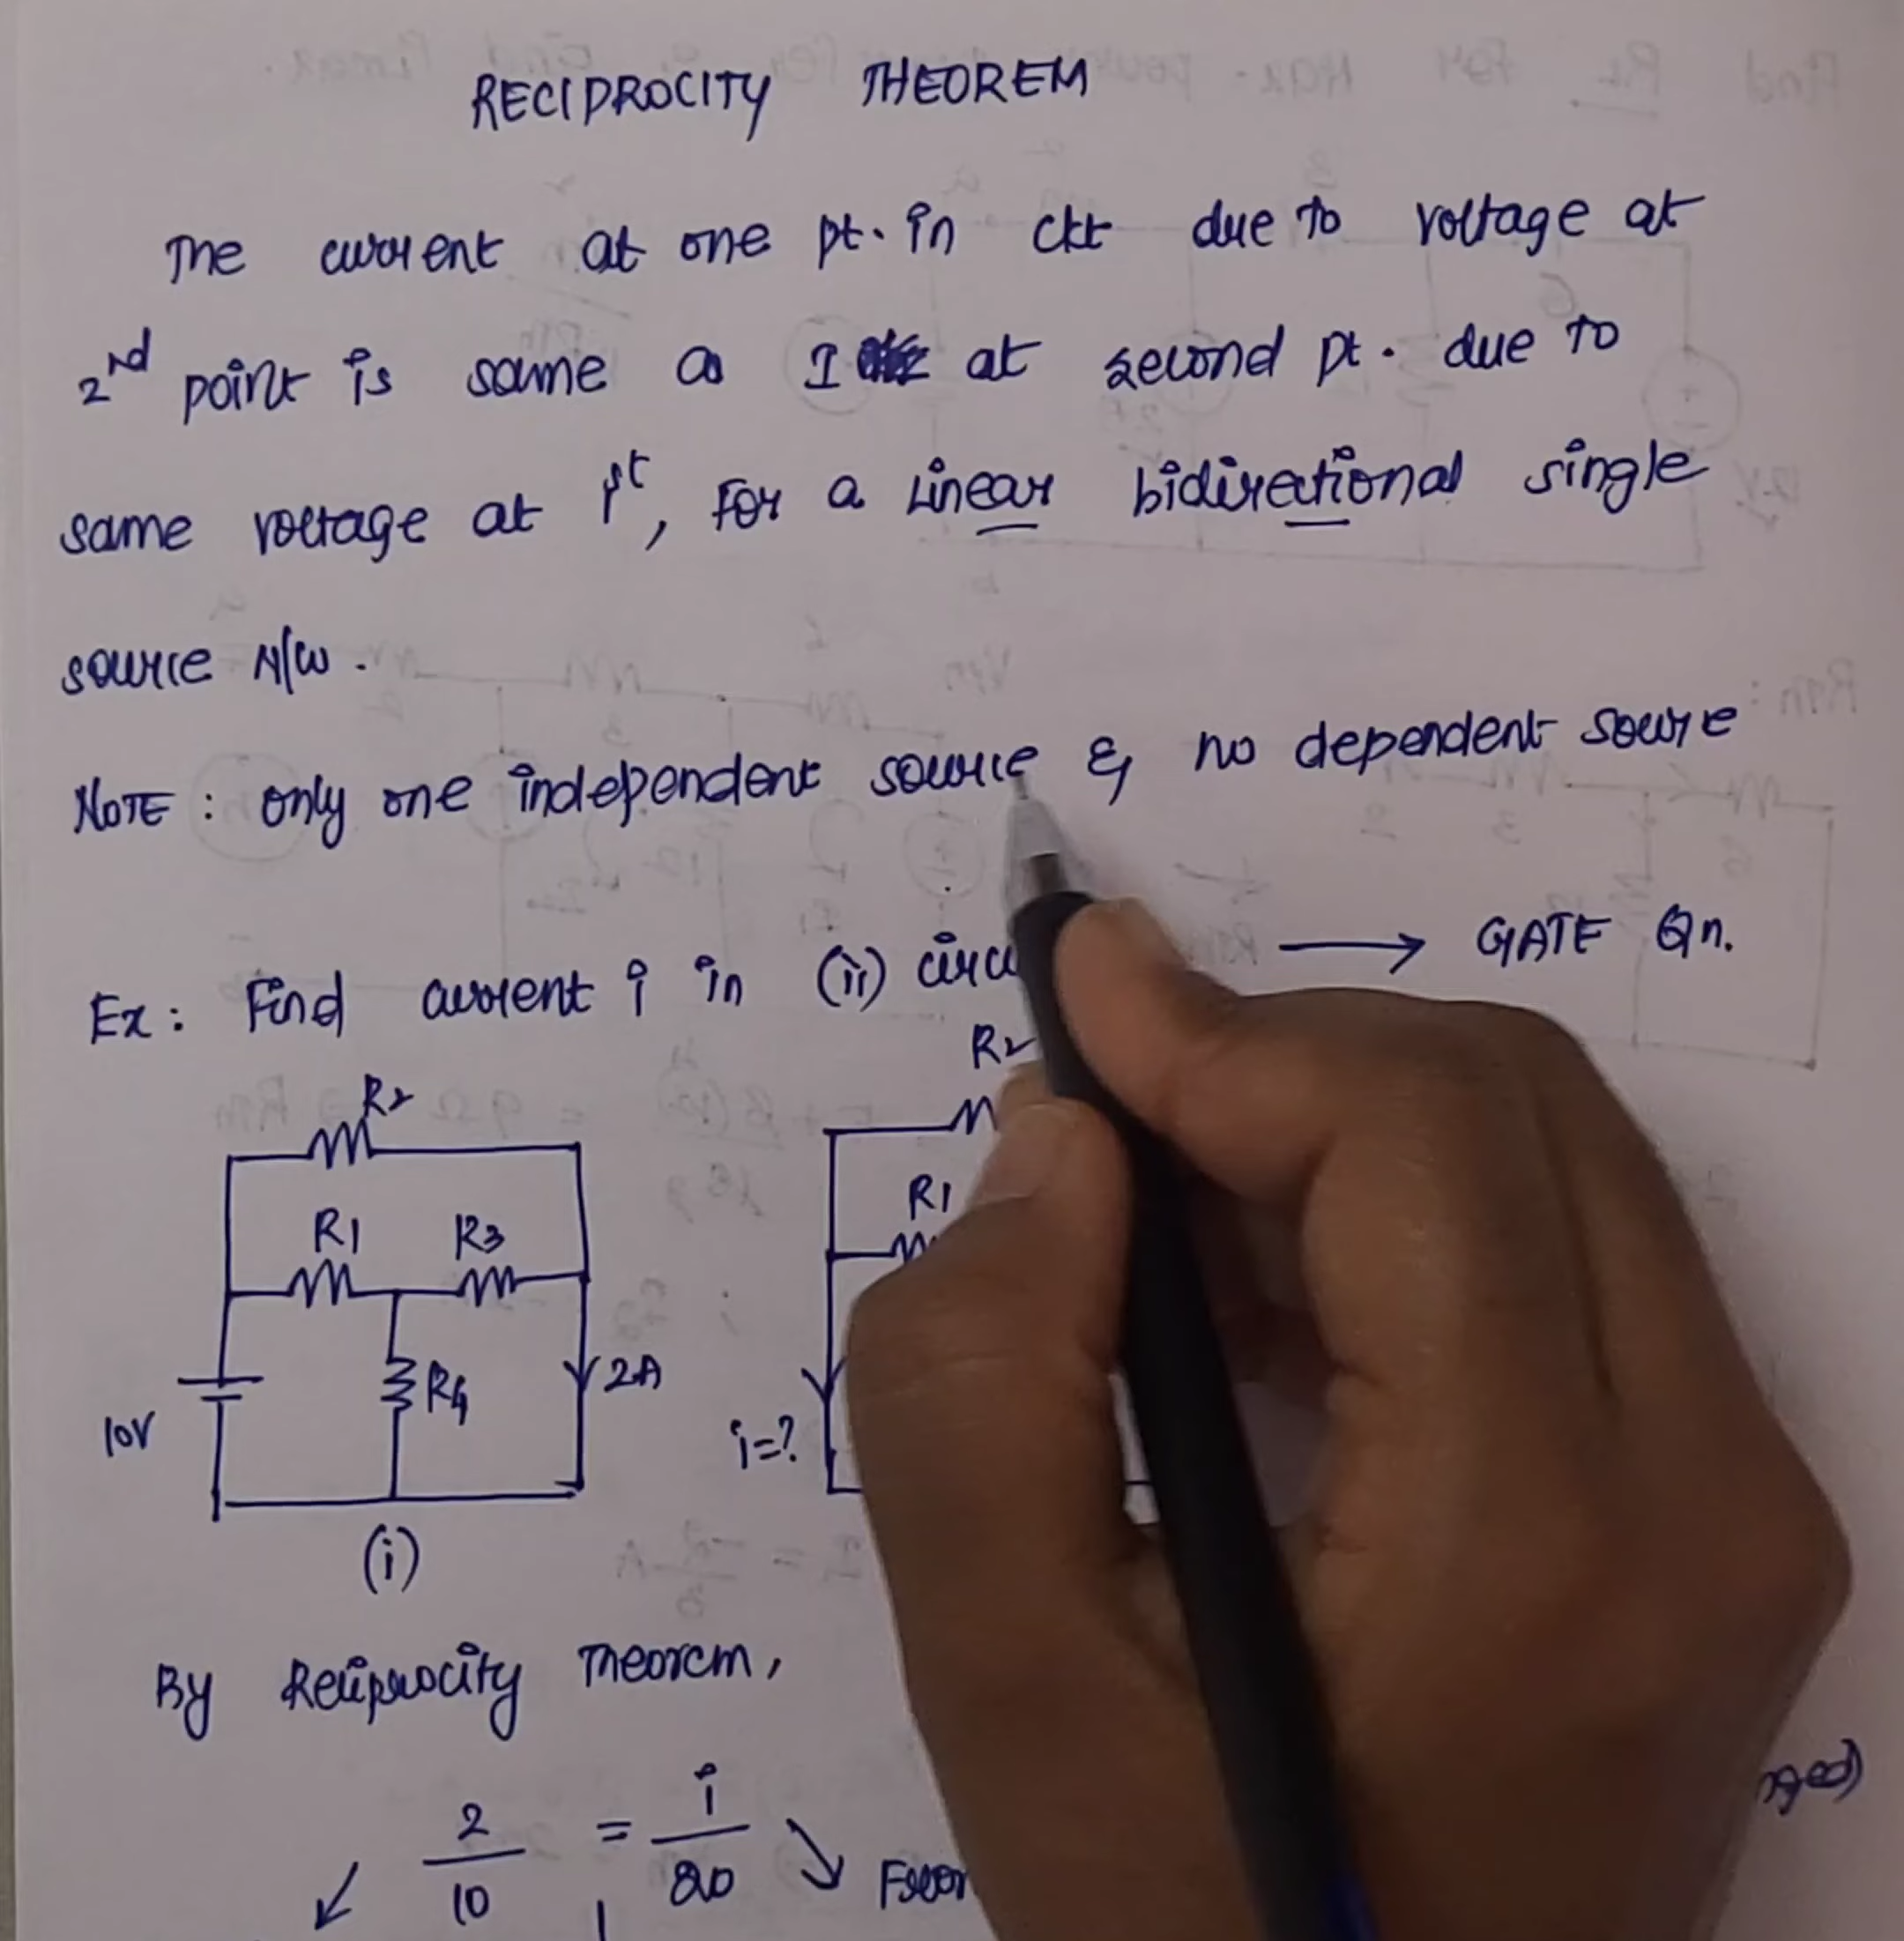 RECIPROCITY THEOREM
The current at one pt. in ckt due to voltage at
2nd point is same as I at second pt. due to
same voltage at 1st, for a Linear bidirectional single
source N/W.
NOTE: only one independent source & no dependent source
Ex: Find current i in (ii) → GATE Qn.
R2 R2
R1 R3 R1
10V R4 2A i=?
(i)
By Reciprocity Theorem,
2/10 = i/20